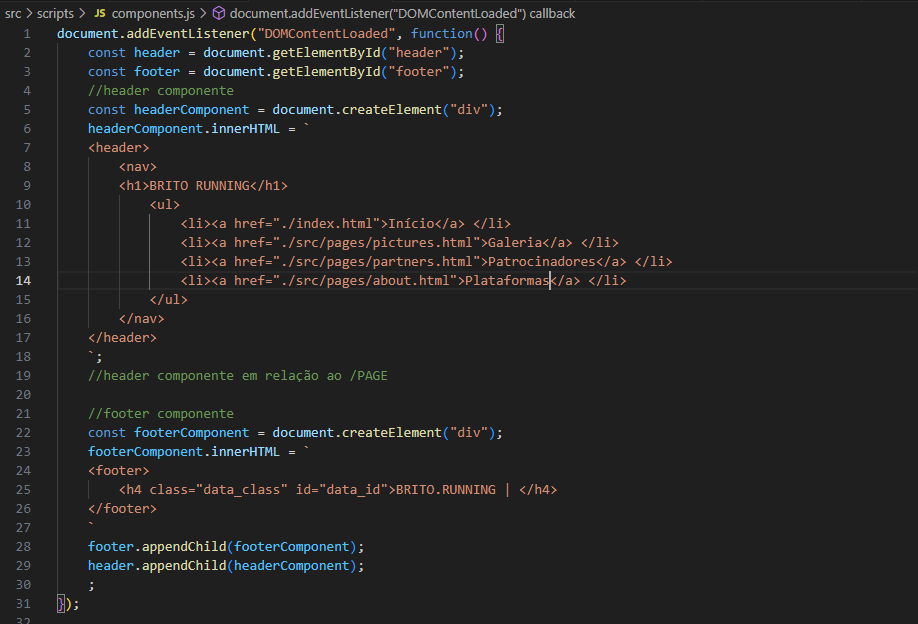 src > scripts > JS components.js > document.addEventListener("DOMContentLoaded") callback
1 document.addEventListener("DOMContentLoaded", function() {
2     const header = document.getElementById("header");
3     const footer = document.getElementById("footer");
4     //header componente
5     const headerComponent = document.createElement("div");
6     headerComponent.innerHTML = `
7     <header>
8         <nav>
9         <h1>BRITO RUNNING</h1>
10             <ul>
11                 <li><a href="./index.html">Início</a> </li>
12                 <li><a href="./src/pages/pictures.html">Galeria</a> </li>
13                 <li><a href="./src/pages/partners.html">Patrocinadores</a> </li>
14                 <li><a href="./src/pages/about.html">Plataformas</a> </li>
15             </ul>
16         </nav>
17     </header>
18     `;
19     //header componente em relação ao /PAGE
20
21     //footer componente
22     const footerComponent = document.createElement("div");
23     footerComponent.innerHTML = `
24     <footer>
25         <h4 class="data_class" id="data_id">BRITO.RUNNING | </h4>
26     </footer>
27     `
28     footer.appendChild(footerComponent);
29     header.appendChild(headerComponent);
30     ;
31 });
32